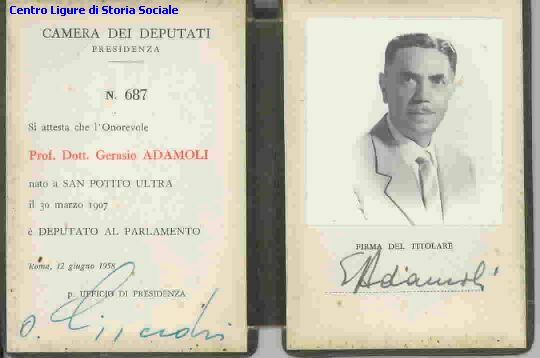 Centro Ligure di Storia Sociale
CAMERA DEI DEPUTATI
PRESIDENZA
N. 687
Si attesta che l'Onorevole
Prof. Dott. Gerasio ADAMOLI
nato a SAN POTITO ULTRA
il 30 marzo 1907
è DEPUTATO AL PARLAMENTO
Roma, 12 giugno 1958
p. UFFICIO DI PRESIDENZA
FIRMA DEL TITOLARE
GAdamoli